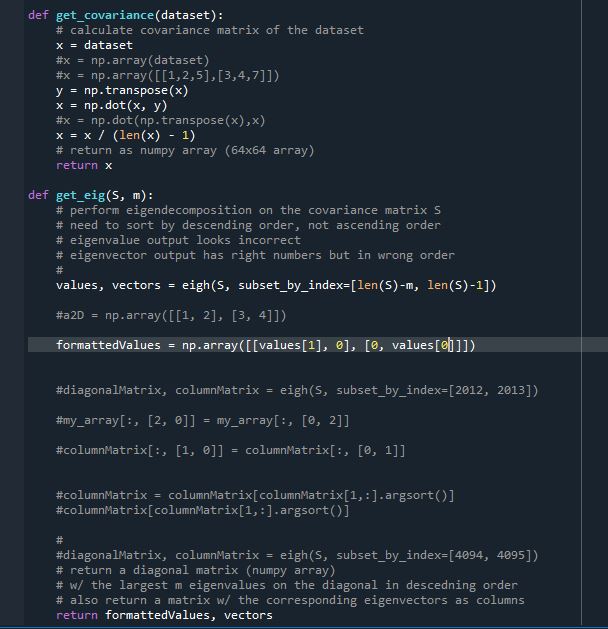 def get_covariance(dataset):
# calculate covariance matrix of the dataset
x = dataset
#x = np.array(dataset)
#x = np.array([[1,2,5],[3,4,7]])
y = np.transpose(x)
x = np.dot(x, y)
#x = np.dot(np.transpose(x),x)
x = x / (len(x) - 1)
# return as numpy array (64x64 array)
return x
def get_eig(S, m):
# perform eigendecomposition on the covariance matrix S
# need to sort by descending order, not ascending order
# eigenvalue output looks incorrect
# eigenvector output has right numbers but in wrong order
#
values, vectors = eigh(S, subset_by_index=[len(S)-m, len(S)-1])
#a2D = np.array([[1, 2], [3, 4]])
formattedValues = np.array([[values[1], 0], [0, values[0]]])
#diagonalMatrix, columnMatrix = eigh(S, subset_by_index=[2012, 2013])
#my_array[:, [2, 0]] = my_array[:, [0, 2]]
#columnMatrix[:, [1, 0]] = columnMatrix[:, [0, 1]]
#columnMatrix = columnMatrix[columnMatrix[1,:].argsort()]
#columnMatrix[columnMatrix[1,:].argsort()]
#
#diagonalMatrix, columnMatrix = eigh(S, subset_by_index=[4094, 4095])
# return a diagonal matrix (numpy array)
# w/ the largest m eigenvalues on the diagonal in descedning order
# also return a matrix w/ the corresponding eigenvectors as columns
return formattedValues, vectors